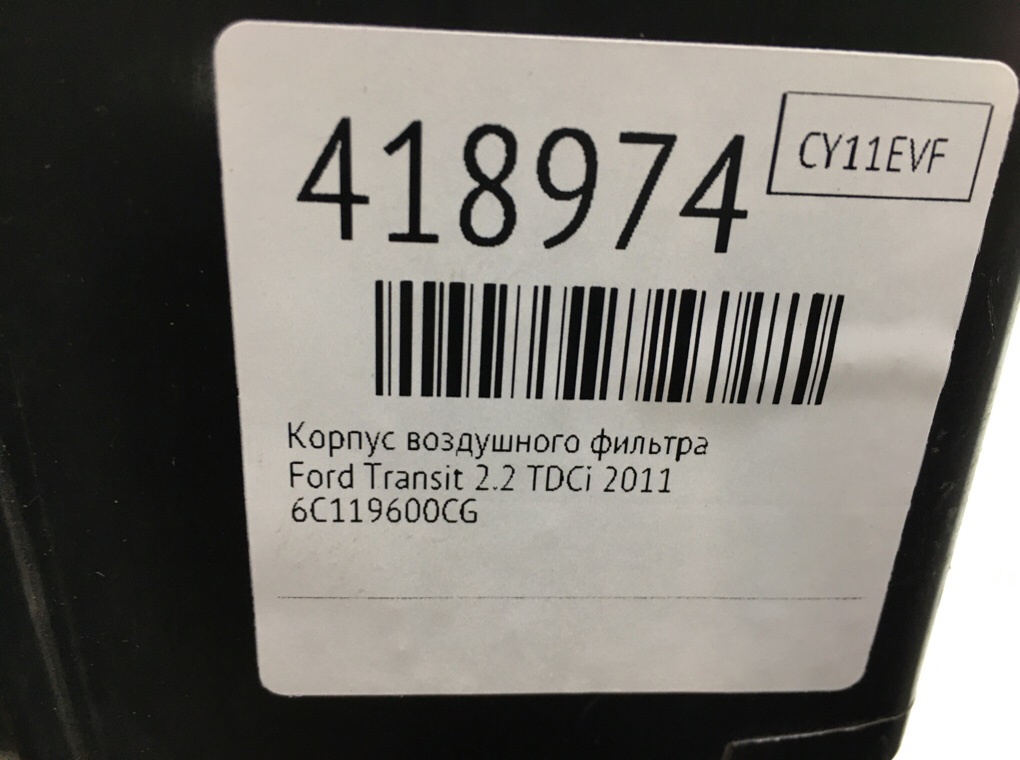 418974
CY11EVF
Корпус воздушного фильтра
Ford Transit 2.2 TDCi 2011
6C119600CG